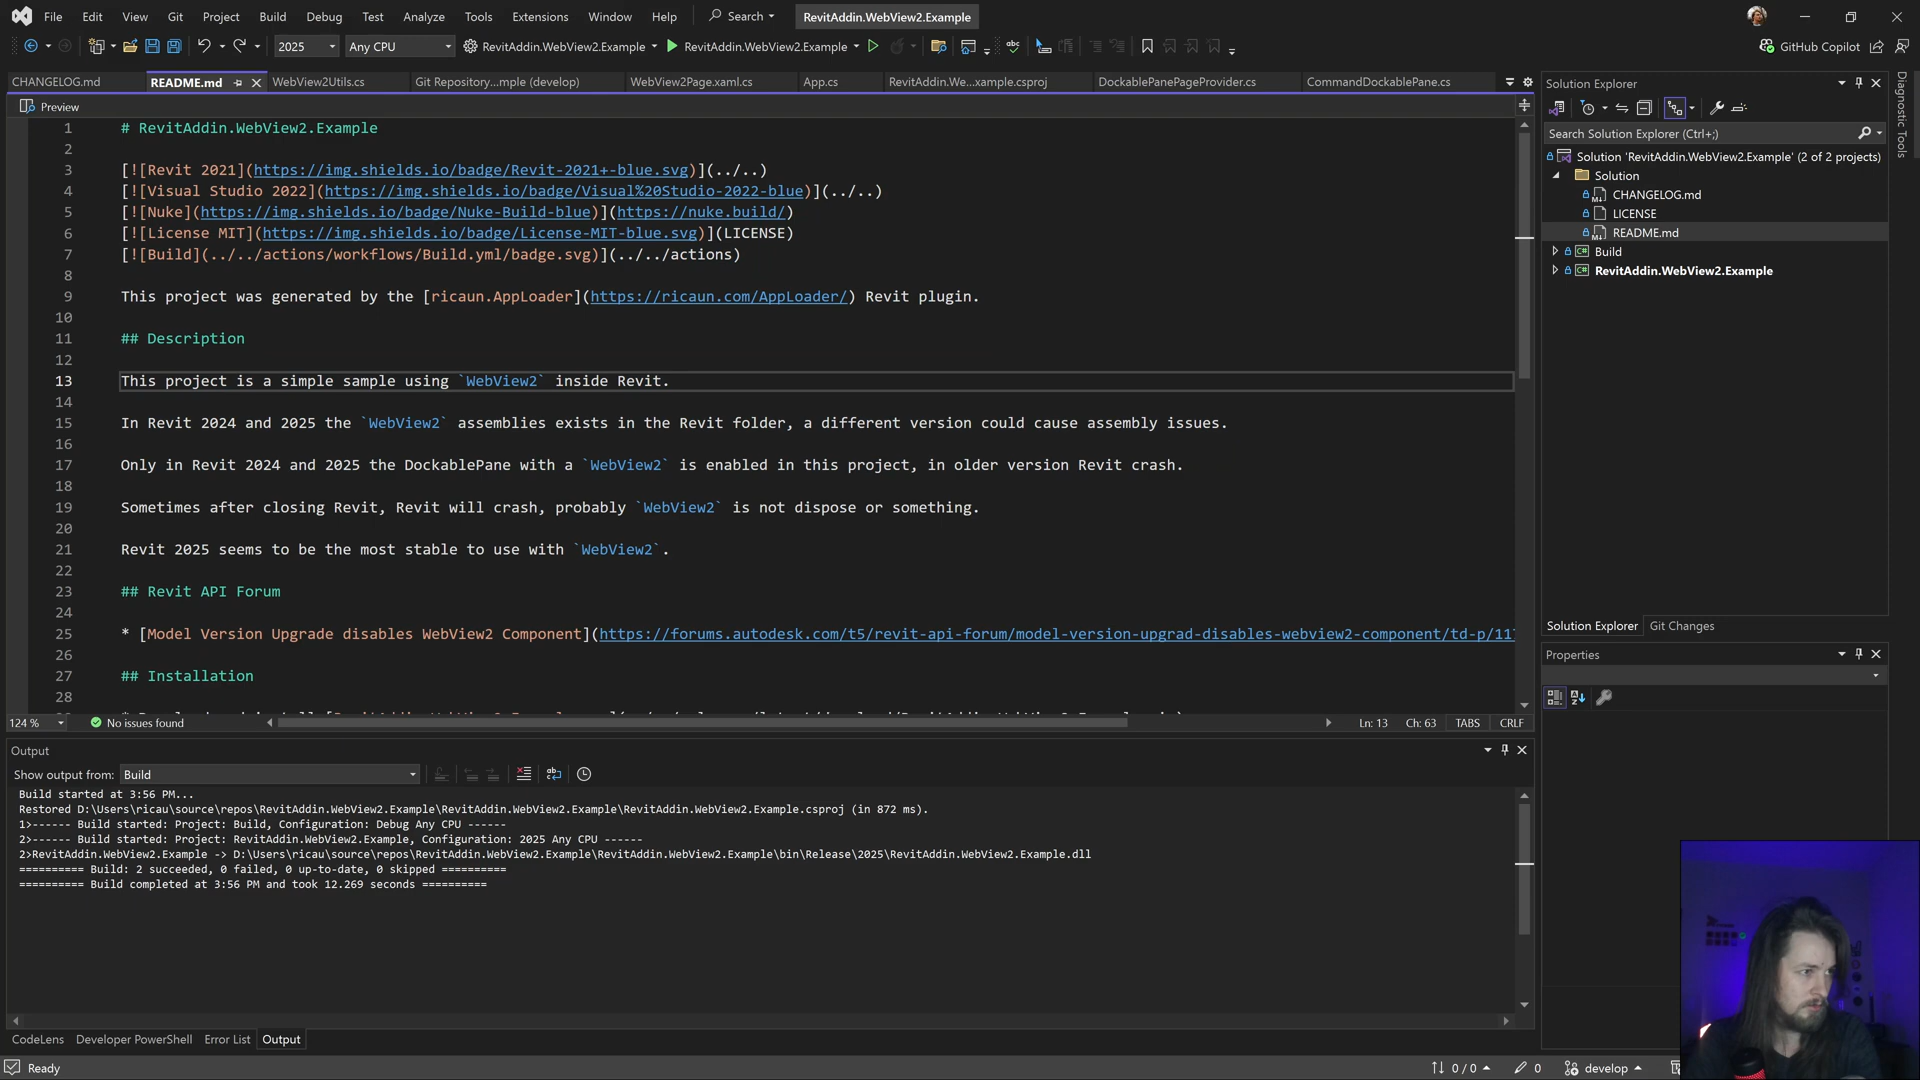 File Edit View Git Project Build Debug Test Analyze Tools Extensions Window Help Search RevitAddin.WebView2.Example
2025 Any CPU RevitAddin.WebView2.Example RevitAddin.WebView2.Example GitHub Copilot
CHANGELOG.md README.md WebView2Utils.cs Git Repository...mple (develop) WebView2Page.xaml.cs App.cs RevitAddin.We...xample.csproj DockablePanePageProvider.cs CommandDockablePane.cs
Preview
1 # RevitAddin.WebView2.Example
2
3 [![Revit 2021](https://img.shields.io/badge/Revit-2021+-blue.svg)](../..)
4 [![Visual Studio 2022](https://img.shields.io/badge/Visual%20Studio-2022-blue)](../..)
5 [![Nuke](https://img.shields.io/badge/Nuke-Build-blue)](https://nuke.build/)
6 [![License MIT](https://img.shields.io/badge/License-MIT-blue.svg)](LICENSE)
7 [![Build](../../actions/workflows/Build.yml/badge.svg)](../../actions)
8
9 This project was generated by the [ricaun.AppLoader](https://ricaun.com/AppLoader/) Revit plugin.
10
11 ## Description
12
13 This project is a simple sample using `WebView2` inside Revit.
14
15 In Revit 2024 and 2025 the `WebView2` assemblies exists in the Revit folder, a different version could cause assembly issues.
16
17 Only in Revit 2024 and 2025 the DockablePane with a `WebView2` is enabled in this project, in older version Revit crash.
18
19 Sometimes after closing Revit, Revit will crash, probably `WebView2` is not dispose or something.
20
21 Revit 2025 seems to be the most stable to use with `WebView2`.
22
23 ## Revit API Forum
24
25 * [Model Version Upgrade disables WebView2 Component](https://forums.autodesk.com/t5/revit-api-forum/model-version-upgrad-disables-webview2-component/td-p/11
26
27 ## Installation
28
124 % No issues found Ln: 13 Ch: 63 TABS CRLF
Output
Show output from: Build
Build started at 3:56 PM...
Restored D:\Users\ricau\source\repos\RevitAddin.WebView2.Example\RevitAddin.WebView2.Example\RevitAddin.WebView2.Example.csproj (in 872 ms).
1>------ Build started: Project: Build, Configuration: Debug Any CPU ------
2>------ Build started: Project: RevitAddin.WebView2.Example, Configuration: 2025 Any CPU ------
2>RevitAddin.WebView2.Example -> D:\Users\ricau\source\repos\RevitAddin.WebView2.Example\RevitAddin.WebView2.Example\bin\Release\2025\RevitAddin.WebView2.Example.dll
========== Build: 2 succeeded, 0 failed, 0 up-to-date, 0 skipped ==========
========== Build completed at 3:56 PM and took 12.269 seconds ==========
CodeLens Developer PowerShell Error List Output
Ready 0 / 0 0 develop
Solution Explorer
Search Solution Explorer (Ctrl+;)
Solution 'RevitAddin.WebView2.Example' (2 of 2 projects)
Solution
CHANGELOG.md
LICENSE
README.md
Build
RevitAddin.WebView2.Example
Solution Explorer Git Changes
Properties
Diagnostic Tools